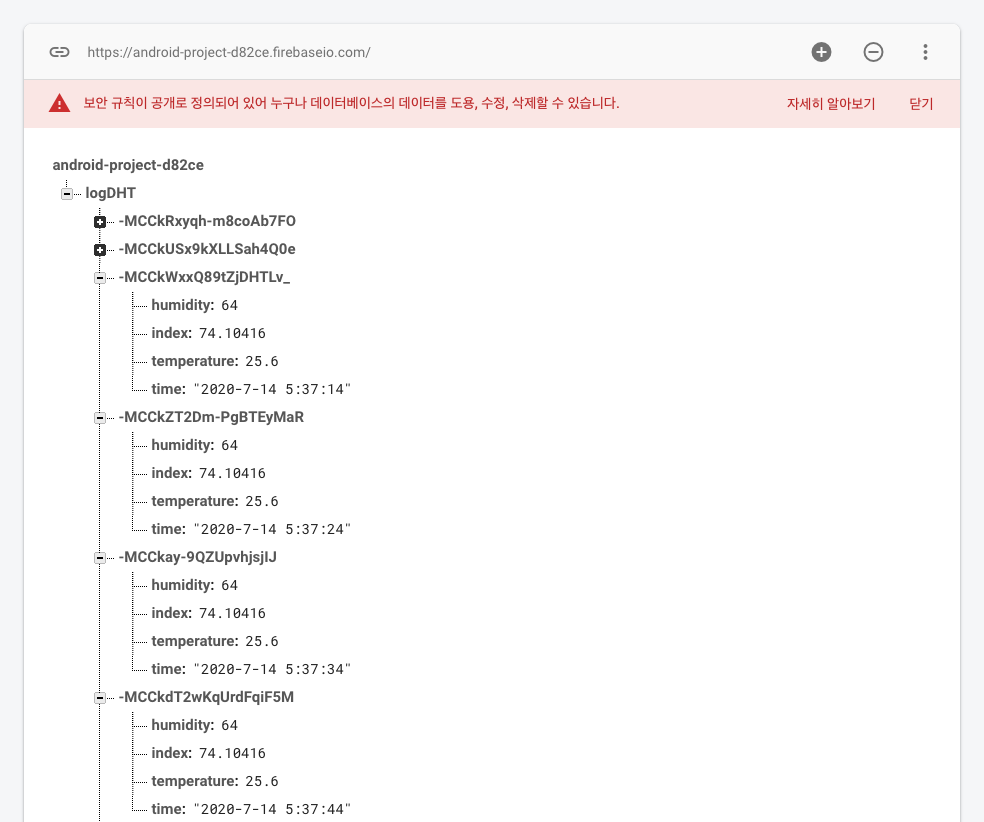 https://android-project-d82ce.firebaseio.com/
보안 규칙이 공개로 정의되어 있어 누구나 데이터베이스의 데이터를 도용, 수정, 삭제할 수 있습니다. 자세히 알아보기 닫기
android-project-d82ce
logDHT
-MCCkRxyqh-m8coAb7FO
-MCCkUSx9kXLLSah4Q0e
-MCCkWxxQ89tZjDHTLv_
humidity: 64
index: 74.10416
temperature: 25.6
time: "2020-7-14 5:37:14"
-MCCkZT2Dm-PgBTEyMaR
humidity: 64
index: 74.10416
temperature: 25.6
time: "2020-7-14 5:37:24"
-MCCkay-9QZUpvhjsjIJ
humidity: 64
index: 74.10416
temperature: 25.6
time: "2020-7-14 5:37:34"
-MCCkdT2wKqUrdFqiF5M
humidity: 64
index: 74.10416
temperature: 25.6
time: "2020-7-14 5:37:44"